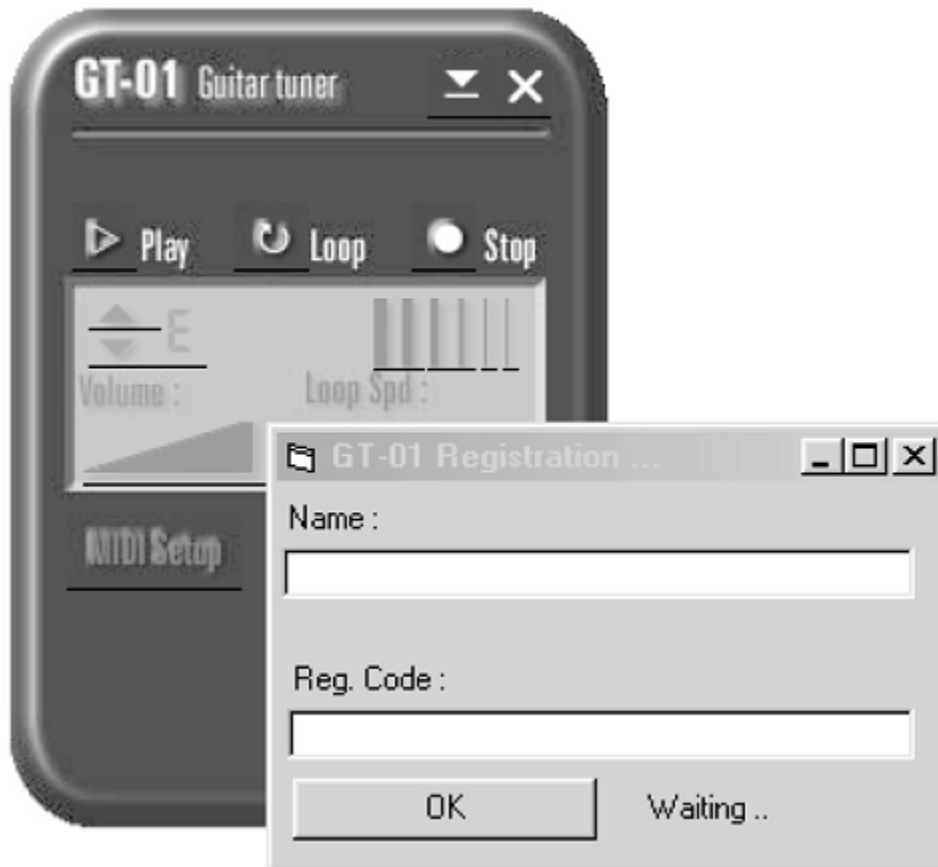 GT-01 Guitar tuner
Play Loop Stop
E
Volume : Loop Spd :
MIDI Setup
GT-01 Registration ...
Name :
Reg. Code :
OK Waiting ..